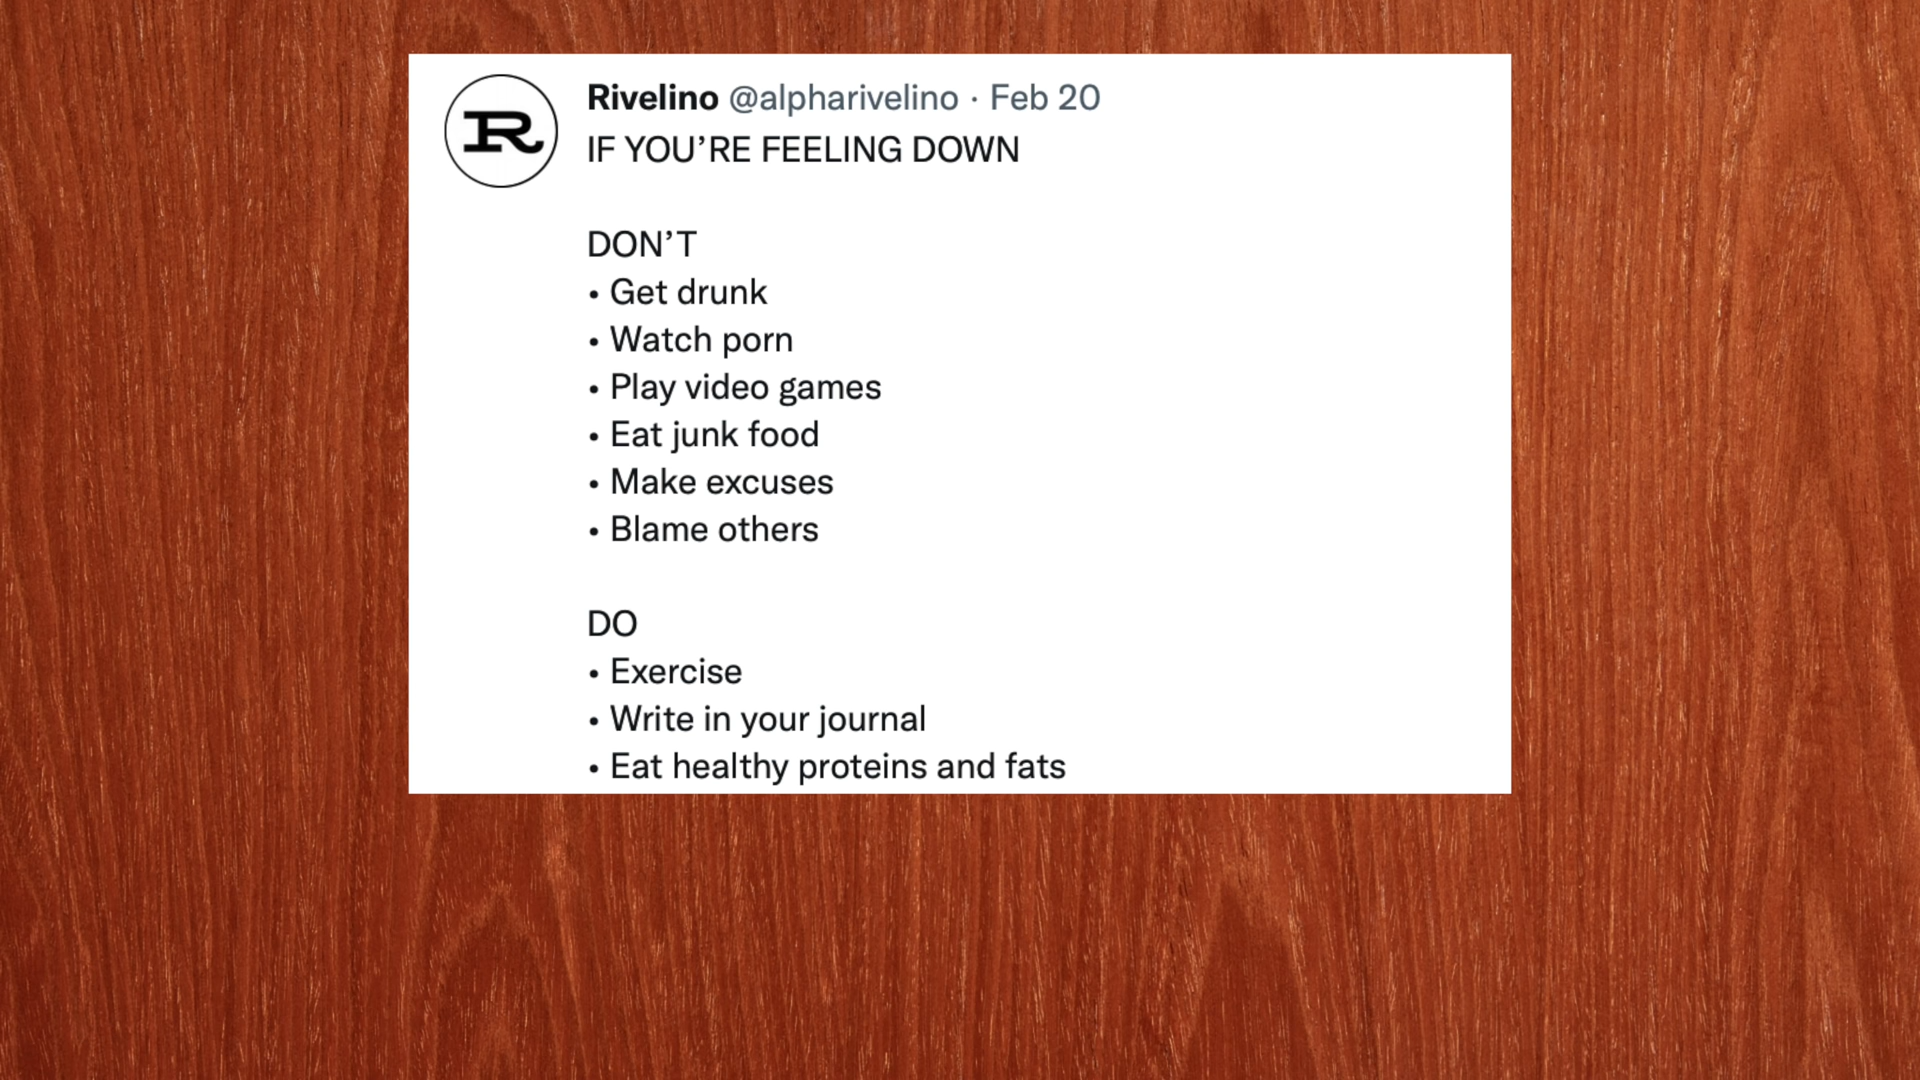 R
Rivelino @alpharivelino · Feb 20
IF YOU’RE FEELING DOWN
DON’T
• Get drunk
• Watch porn
• Play video games
• Eat junk food
• Make excuses
• Blame others
DO
• Exercise
• Write in your journal
• Eat healthy proteins and fats